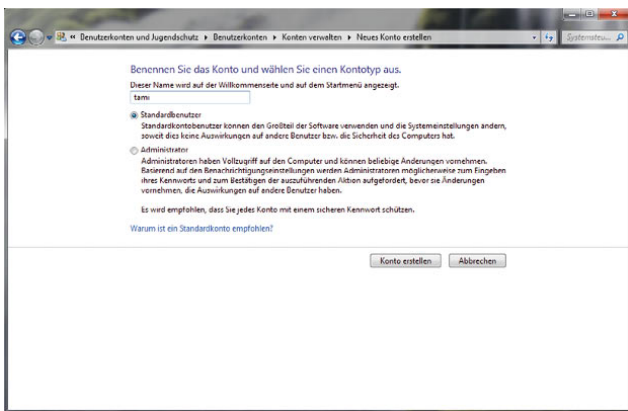 « Benutzerkonten und Jugendschutz ▸ Benutzerkonten ▸ Konten verwalten ▸ Neues Konto erstellen
Benennen Sie das Konto und wählen Sie einen Kontotyp aus.
Dieser Name wird auf der Willkommenseite und auf dem Startmenü angezeigt.
tami
Standardbenutzer
Standardkontobenutzer können den Großteil der Software verwenden und die Systemeinstellungen ändern,
soweit dies keine Auswirkungen auf andere Benutzer bzw. die Sicherheit des Computers hat.
Administrator
Administratoren haben Vollzugriff auf den Computer und können beliebige Änderungen vornehmen.
Basierend auf den Benachrichtigungseinstellungen werden Administratoren möglicherweise zum Eingeben
ihres Kennworts und zum Bestätigen der auszuführenden Aktion aufgefordert, bevor sie Änderungen
vornehmen, die Auswirkungen auf andere Benutzer haben.
Es wird empfohlen, dass Sie jedes Konto mit einem sicheren Kennwort schützen.
Warum ist ein Standardkonto empfohlen?
Konto erstellen Abbrechen